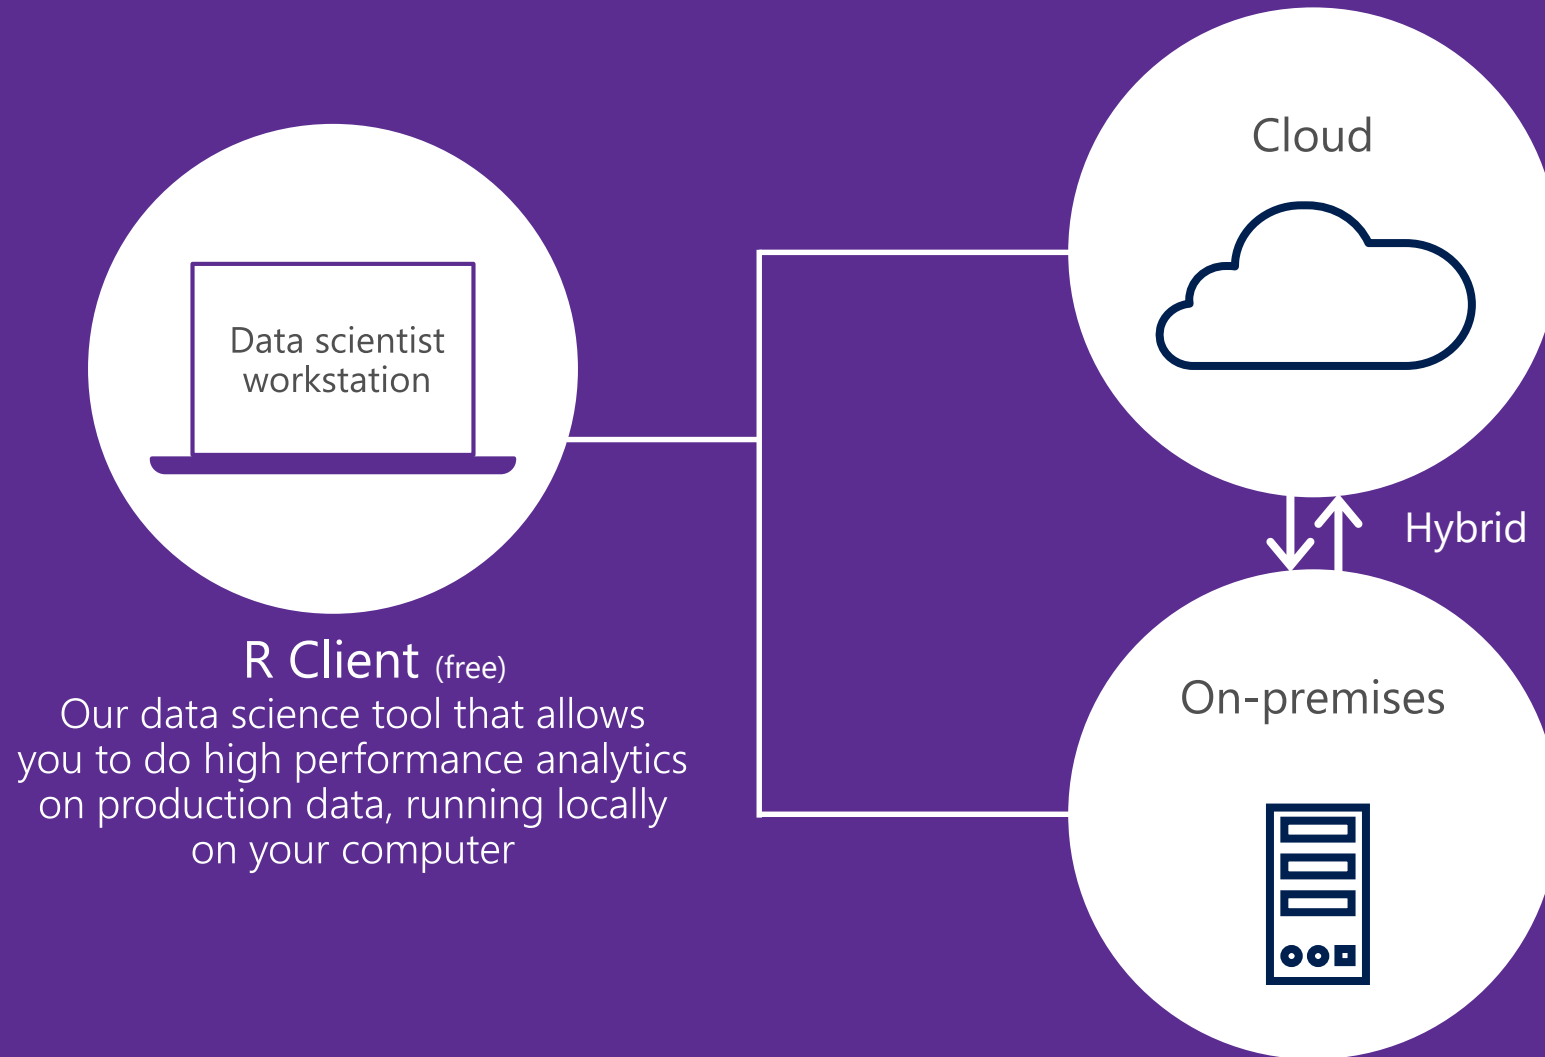 Data scientist
workstation
R Client (free)
Our data science tool that allows
you to do high performance analytics
on production data, running locally
on your computer
Cloud
Hybrid
On-premises